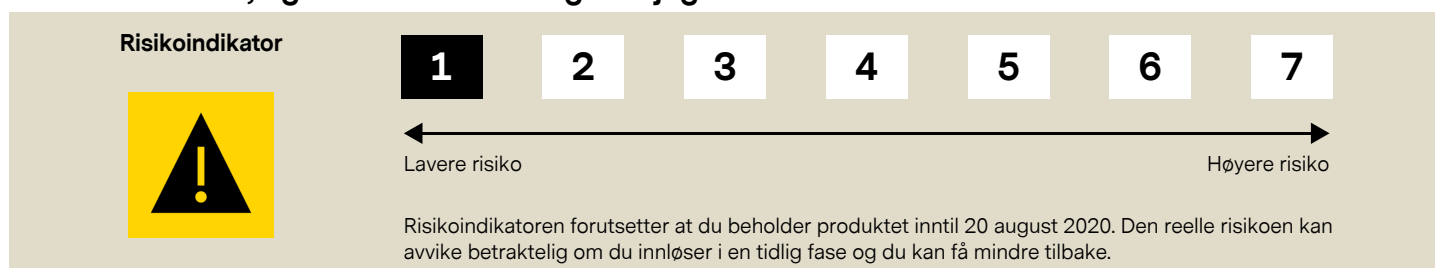 Risikoindikator
1 2 3 4 5 6 7
Lavere risiko Høyere risiko
Risikoindikatoren forutsetter at du beholder produktet inntil 20 august 2020. Den reelle risikoen kan
avvike betraktelig om du innløser i en tidlig fase og du kan få mindre tilbake.